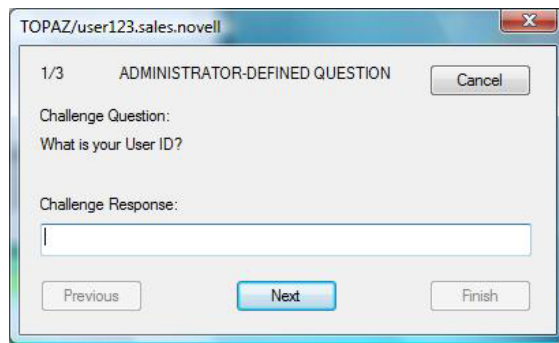 TOPAZ/user123.sales.novell
1/3 ADMINISTRATOR-DEFINED QUESTION
Cancel
Challenge Question:
What is your User ID?
Challenge Response:
Previous Next Finish